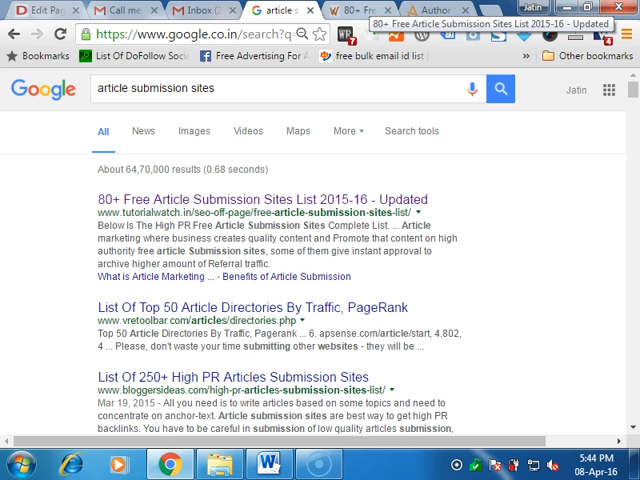 Edit Pag
Call me
Inbox (2
article s
80+ Free
Author
Jatin
80+ Free Article Submission Sites List 2015-16 - Updated
https://www.google.co.in/search?q=
7
4
Bookmarks
List Of DoFollow Soci
Free Advertising For
free bulk email id list
»
Other bookmarks
Google
article submission sites
Jatin
All
News
Images
Videos
Maps
More
Search tools
About 64,70,000 results (0.68 seconds)
80+ Free Article Submission Sites List 2015-16 - Updated
www.tutorialwatch.in/seo-off-page/free-article-submission-sites-list/
Below Is The High PR Free Article Submission Sites Complete List. ... Article
marketing where business creates quality content and Promote that content on high
authority free article Submission sites, some of them give instant approval to
archive higher amount of Referral traffic.
What is Article Marketing ... - Benefits of Article Submission
List Of Top 50 Article Directories By Traffic, PageRank
www.vretoolbar.com/articles/directories.php
Top 50 Article Directories By Traffic, Pagerank ... 6. apsense.com/article/start, 4,802,
4 ... Please, don't waste your time submitting other websites - they will be ...
List Of 250+ High PR Articles Submission Sites
www.bloggersideas.com/high-pr-articles-submission-sites-list/
Mar 19, 2015 - All you need is to write articles based on some topics and need to
concentrate on anchor-text. Article submission sites are best way to get high PR
backlinks. You have to be careful in submission of low quality articles submission,
5:44 PM
08-Apr-16